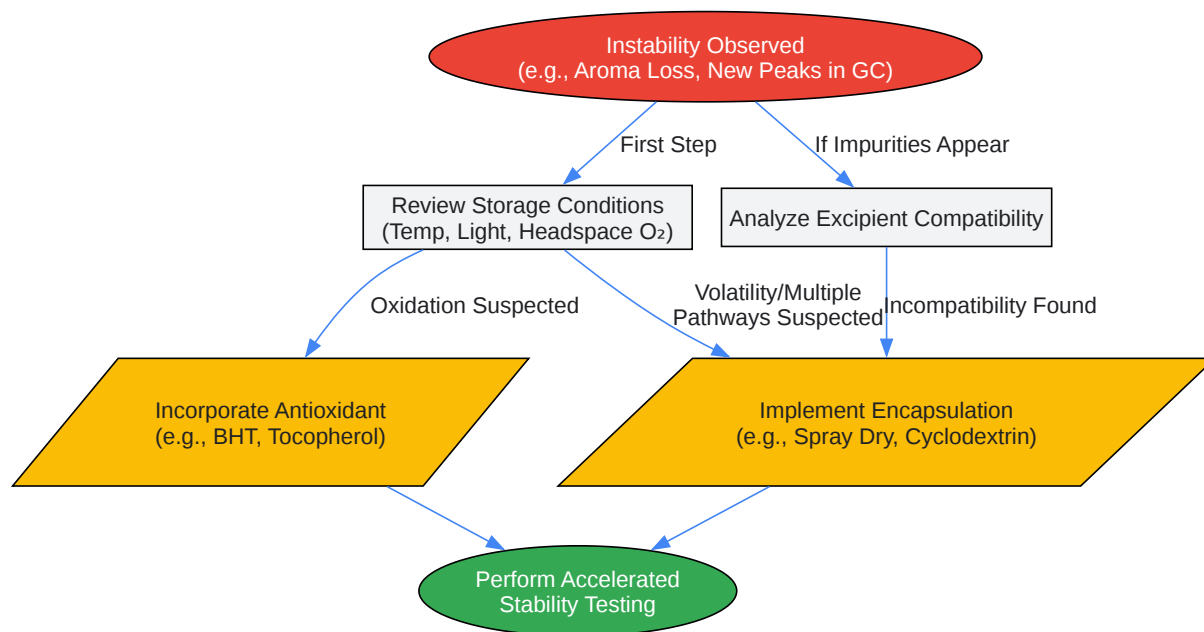 Instability Observed
(e.g., Aroma Loss, New Peaks in GC)
First Step
If Impurities Appear
Review Storage Conditions
(Temp, Light, Headspace O₂)
Analyze Excipient Compatibility
Oxidation Suspected
Volatility/Multiple
Pathways Suspected
Incompatibility Found
Incorporate Antioxidant
(e.g., BHT, Tocopherol)
Implement Encapsulation
(e.g., Spray Dry, Cyclodextrin)
Perform Accelerated
Stability Testing